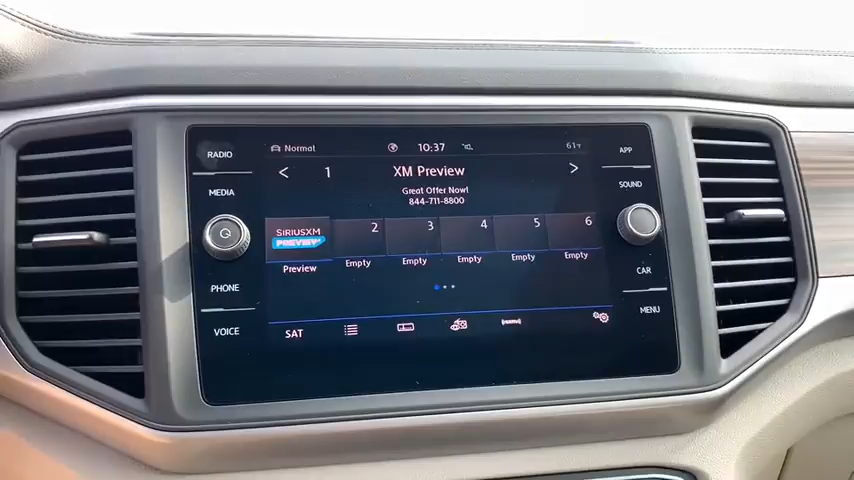 RADIO
MEDIA
PHONE
VOICE
Normal
10:37
61°F
< 1 XM Preview >
Great Offer Now!
844-711-8800
SIRIUSXM
PREVIEW
2 3 4 5 6
Preview Empty Empty Empty Empty Empty
SAT
APP
SOUND
CAR
MENU